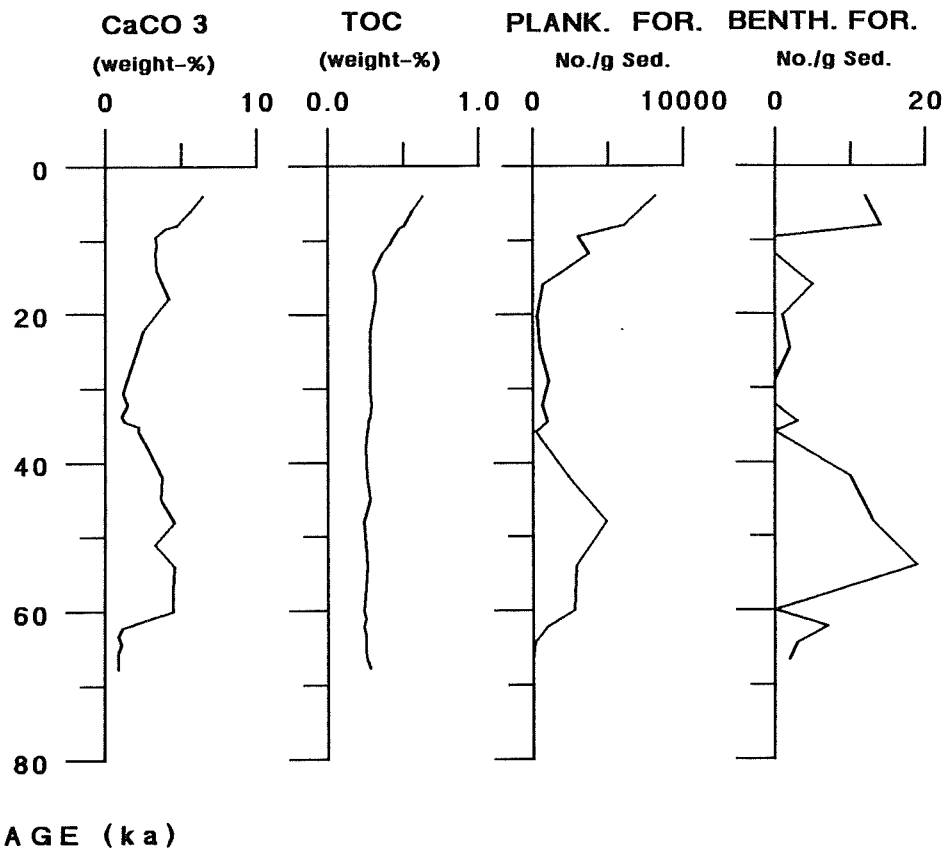 CaCO 3 TOC PLANK. FOR. BENTH. FOR.
(weight-%) (weight-%) No./g Sed. No./g Sed.
0 10 0.0 1.0 0 10000 0 20
0
20
40
60
80
AGE (ka)